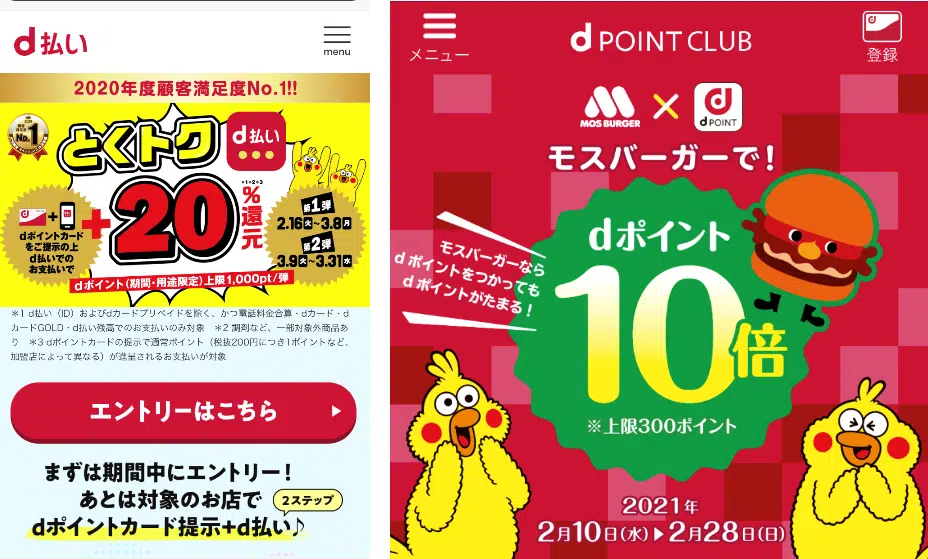 d払い
menu
2020年度顧客満足度No.1!!
No.1
とくトク
d払い
+20%還元
*1*2*3
第1弾
2.16火~3.8月
第2弾
3.9火~3.31水
dポイントカード
をご提示の上
d払いでの
お支払いで
dポイント(期間・用途限定)上限1,000pt/弾
＊1 d払い（iD）およびdカードプリペイドを除く、かつ電話料金合算・dカード・d
カードGOLD・d払い残高でのお支払いのみ対象　＊2 調剤など、一部対象外商品あ
り　＊3 dポイントカードの提示で通常ポイント（税抜200円につき1ポイントなど、
加盟店によって異なる）が進呈されるお支払いが対象
エントリーはこちら
まずは期間中にエントリー！
あとは対象のお店で
2ステップ
dポイントカード提示+d払い♪
メニュー
d POINT CLUB
登録
MOS BURGER
×
d POINT
モスバーガーで！
モスバーガーなら
dポイントをつかっても
dポイントがたまる！
dポイント
10倍
※上限300ポイント
2021年
2月10日(水)▶2月28日(日)